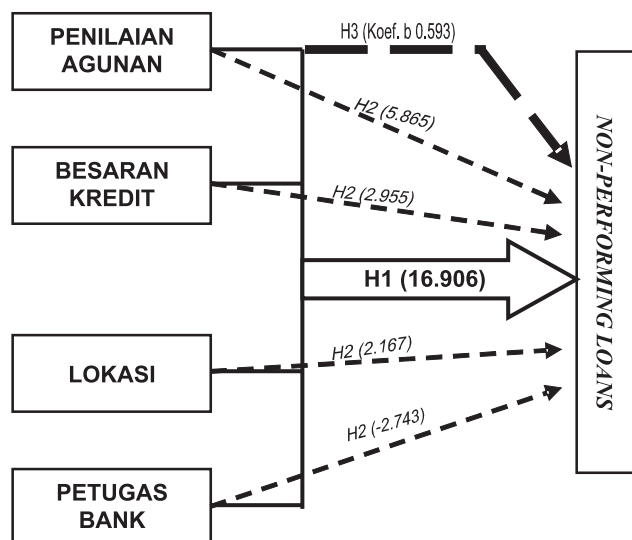 PENILAIAN
AGUNAN
H3 (Koef. b 0.593)
H2 (5.865)
BESARAN
KREDIT
H2 (2.955)
H1 (16.906)
LOKASI
H2 (2.167)
H2 (-2.743)
PETUGAS
BANK
NON-PERFORMING LOANS